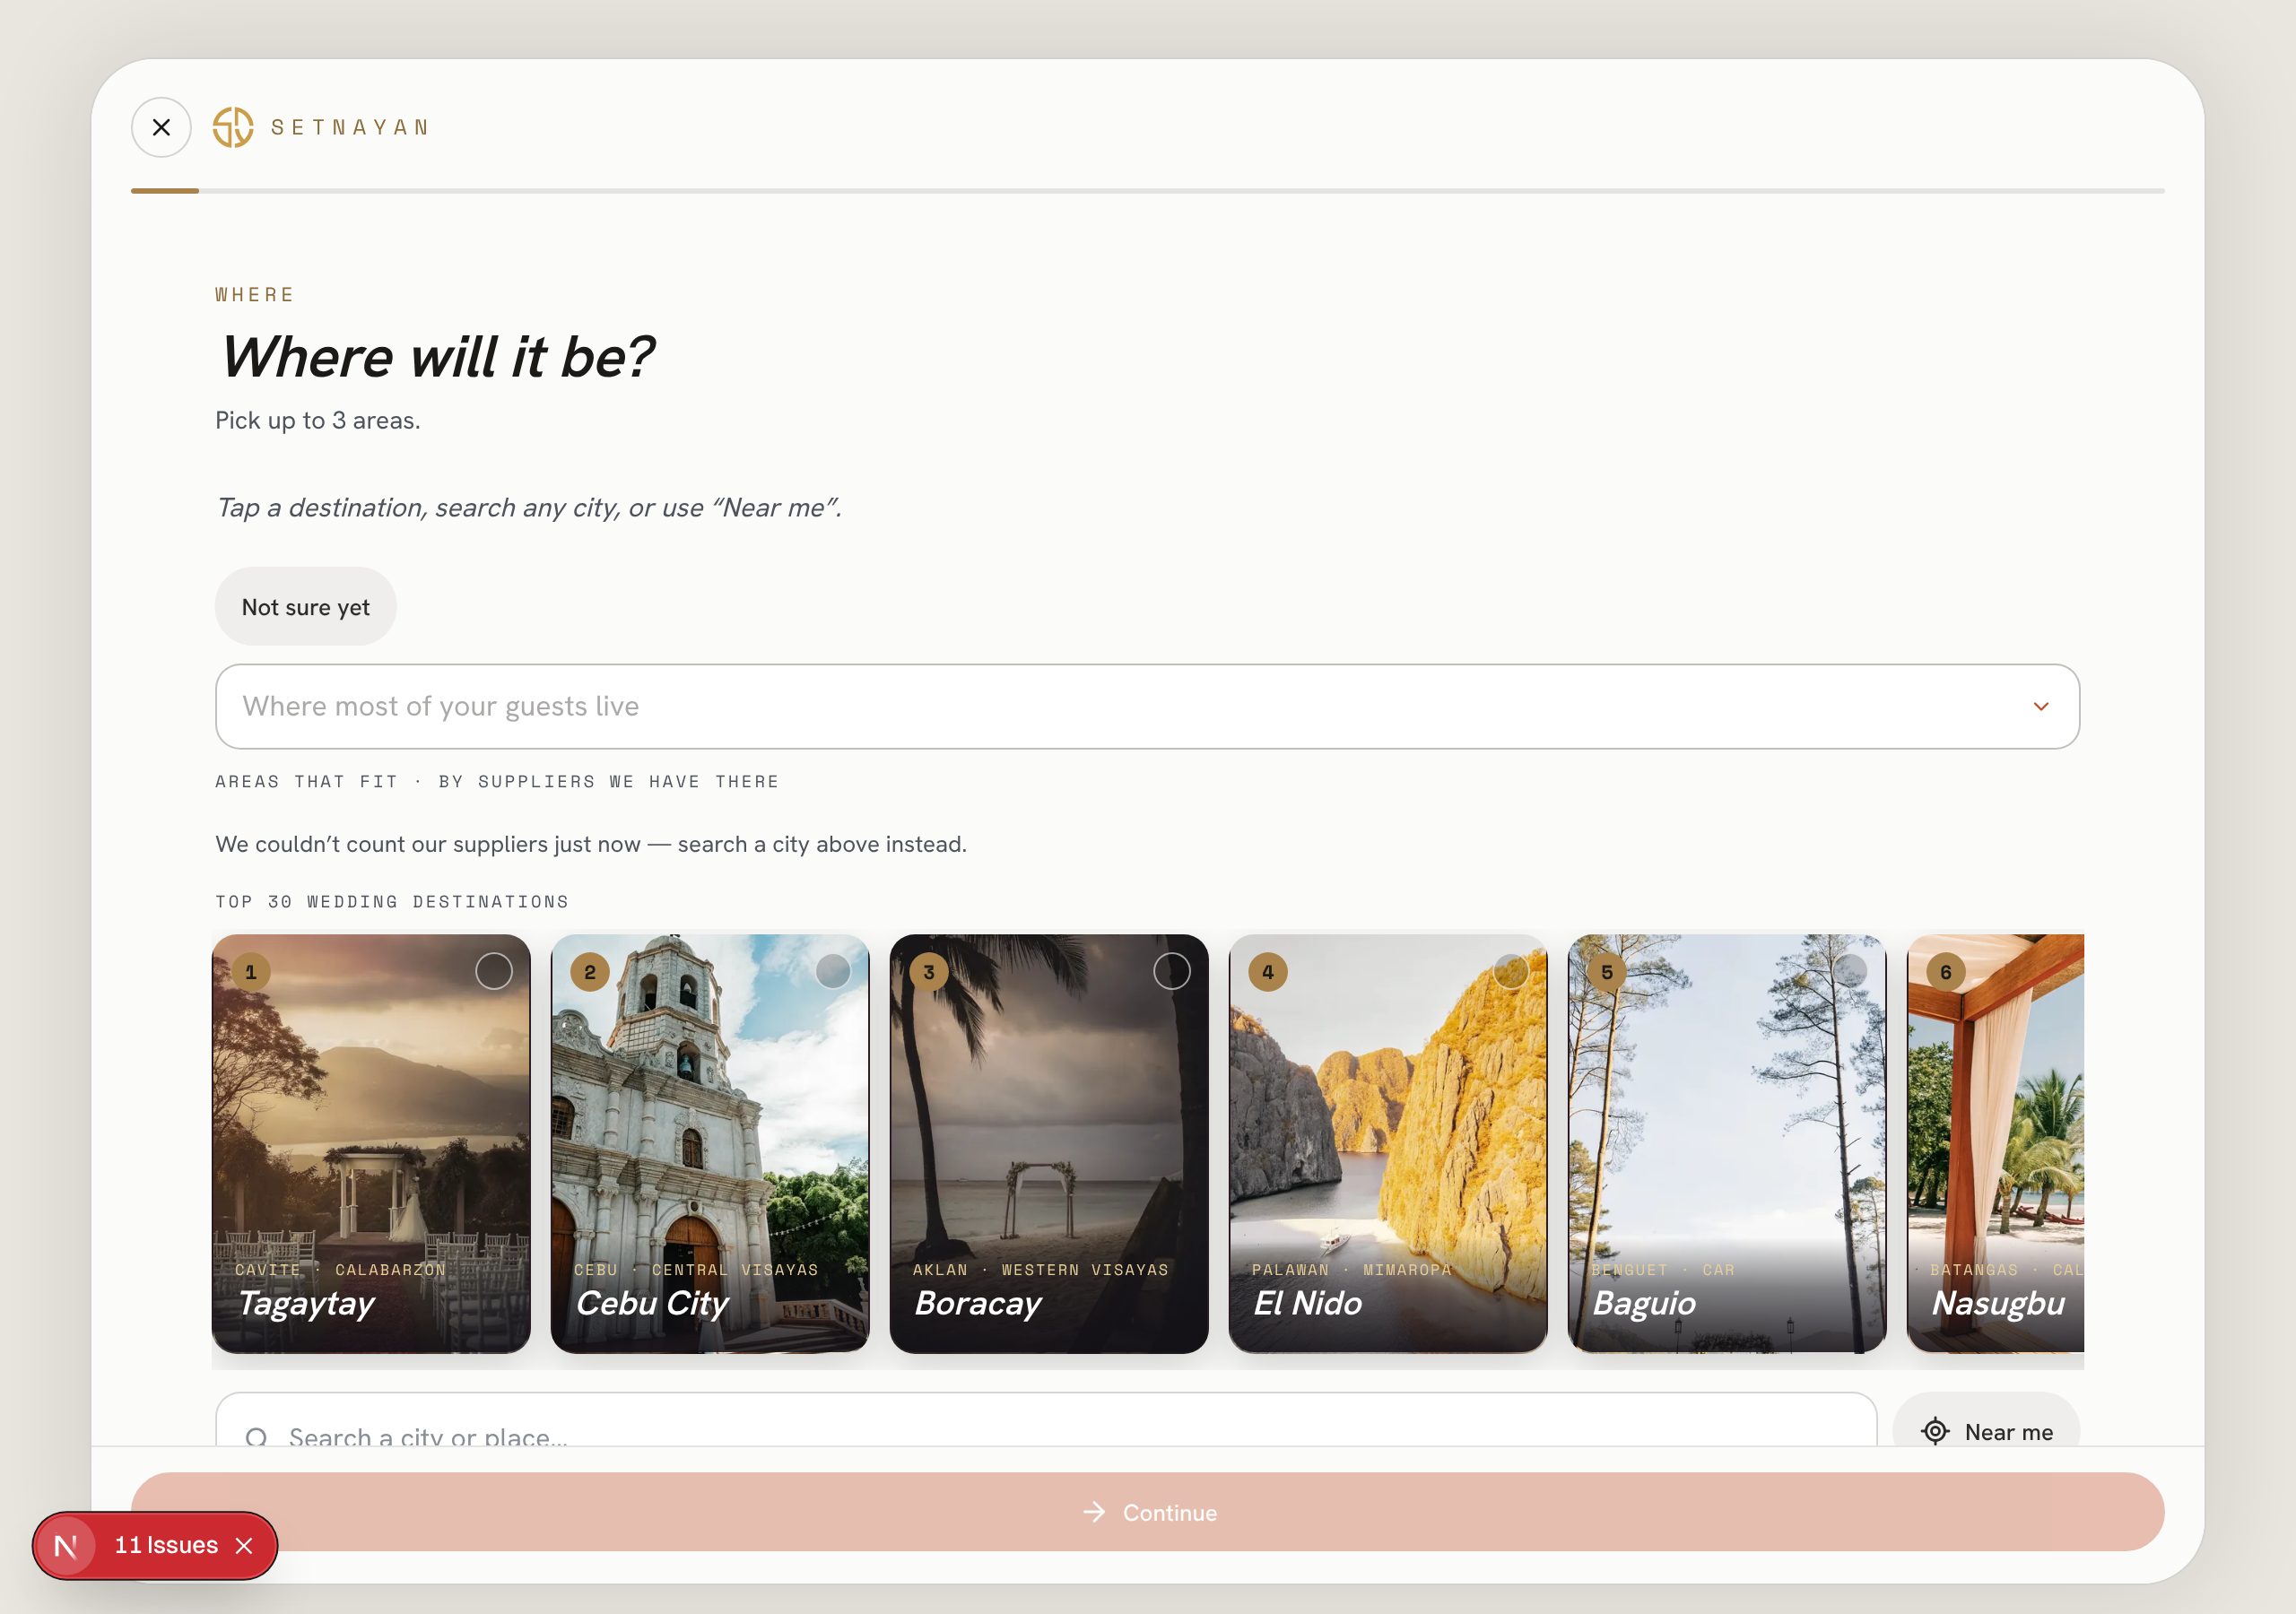 SETNAYAN
WHERE
Where will it be?
Pick up to 3 areas.
Tap a destination, search any city, or use “Near me”.
Not sure yet
Where most of your guests live
AREAS THAT FIT · BY SUPPLIERS WE HAVE THERE
We couldn’t count our suppliers just now — search a city above instead.
TOP 30 WEDDING DESTINATIONS
1
CAVITE · CALABARZON
Tagaytay
2
CEBU · CENTRAL VISAYAS
Cebu City
3
AKLAN · WESTERN VISAYAS
Boracay
4
PALAWAN · MIMAROPA
El Nido
5
BENGUET · CAR
Baguio
6
BATANGAS · CAL
Nasugbu
Search a city or place…
Near me
Continue
N 11 Issues